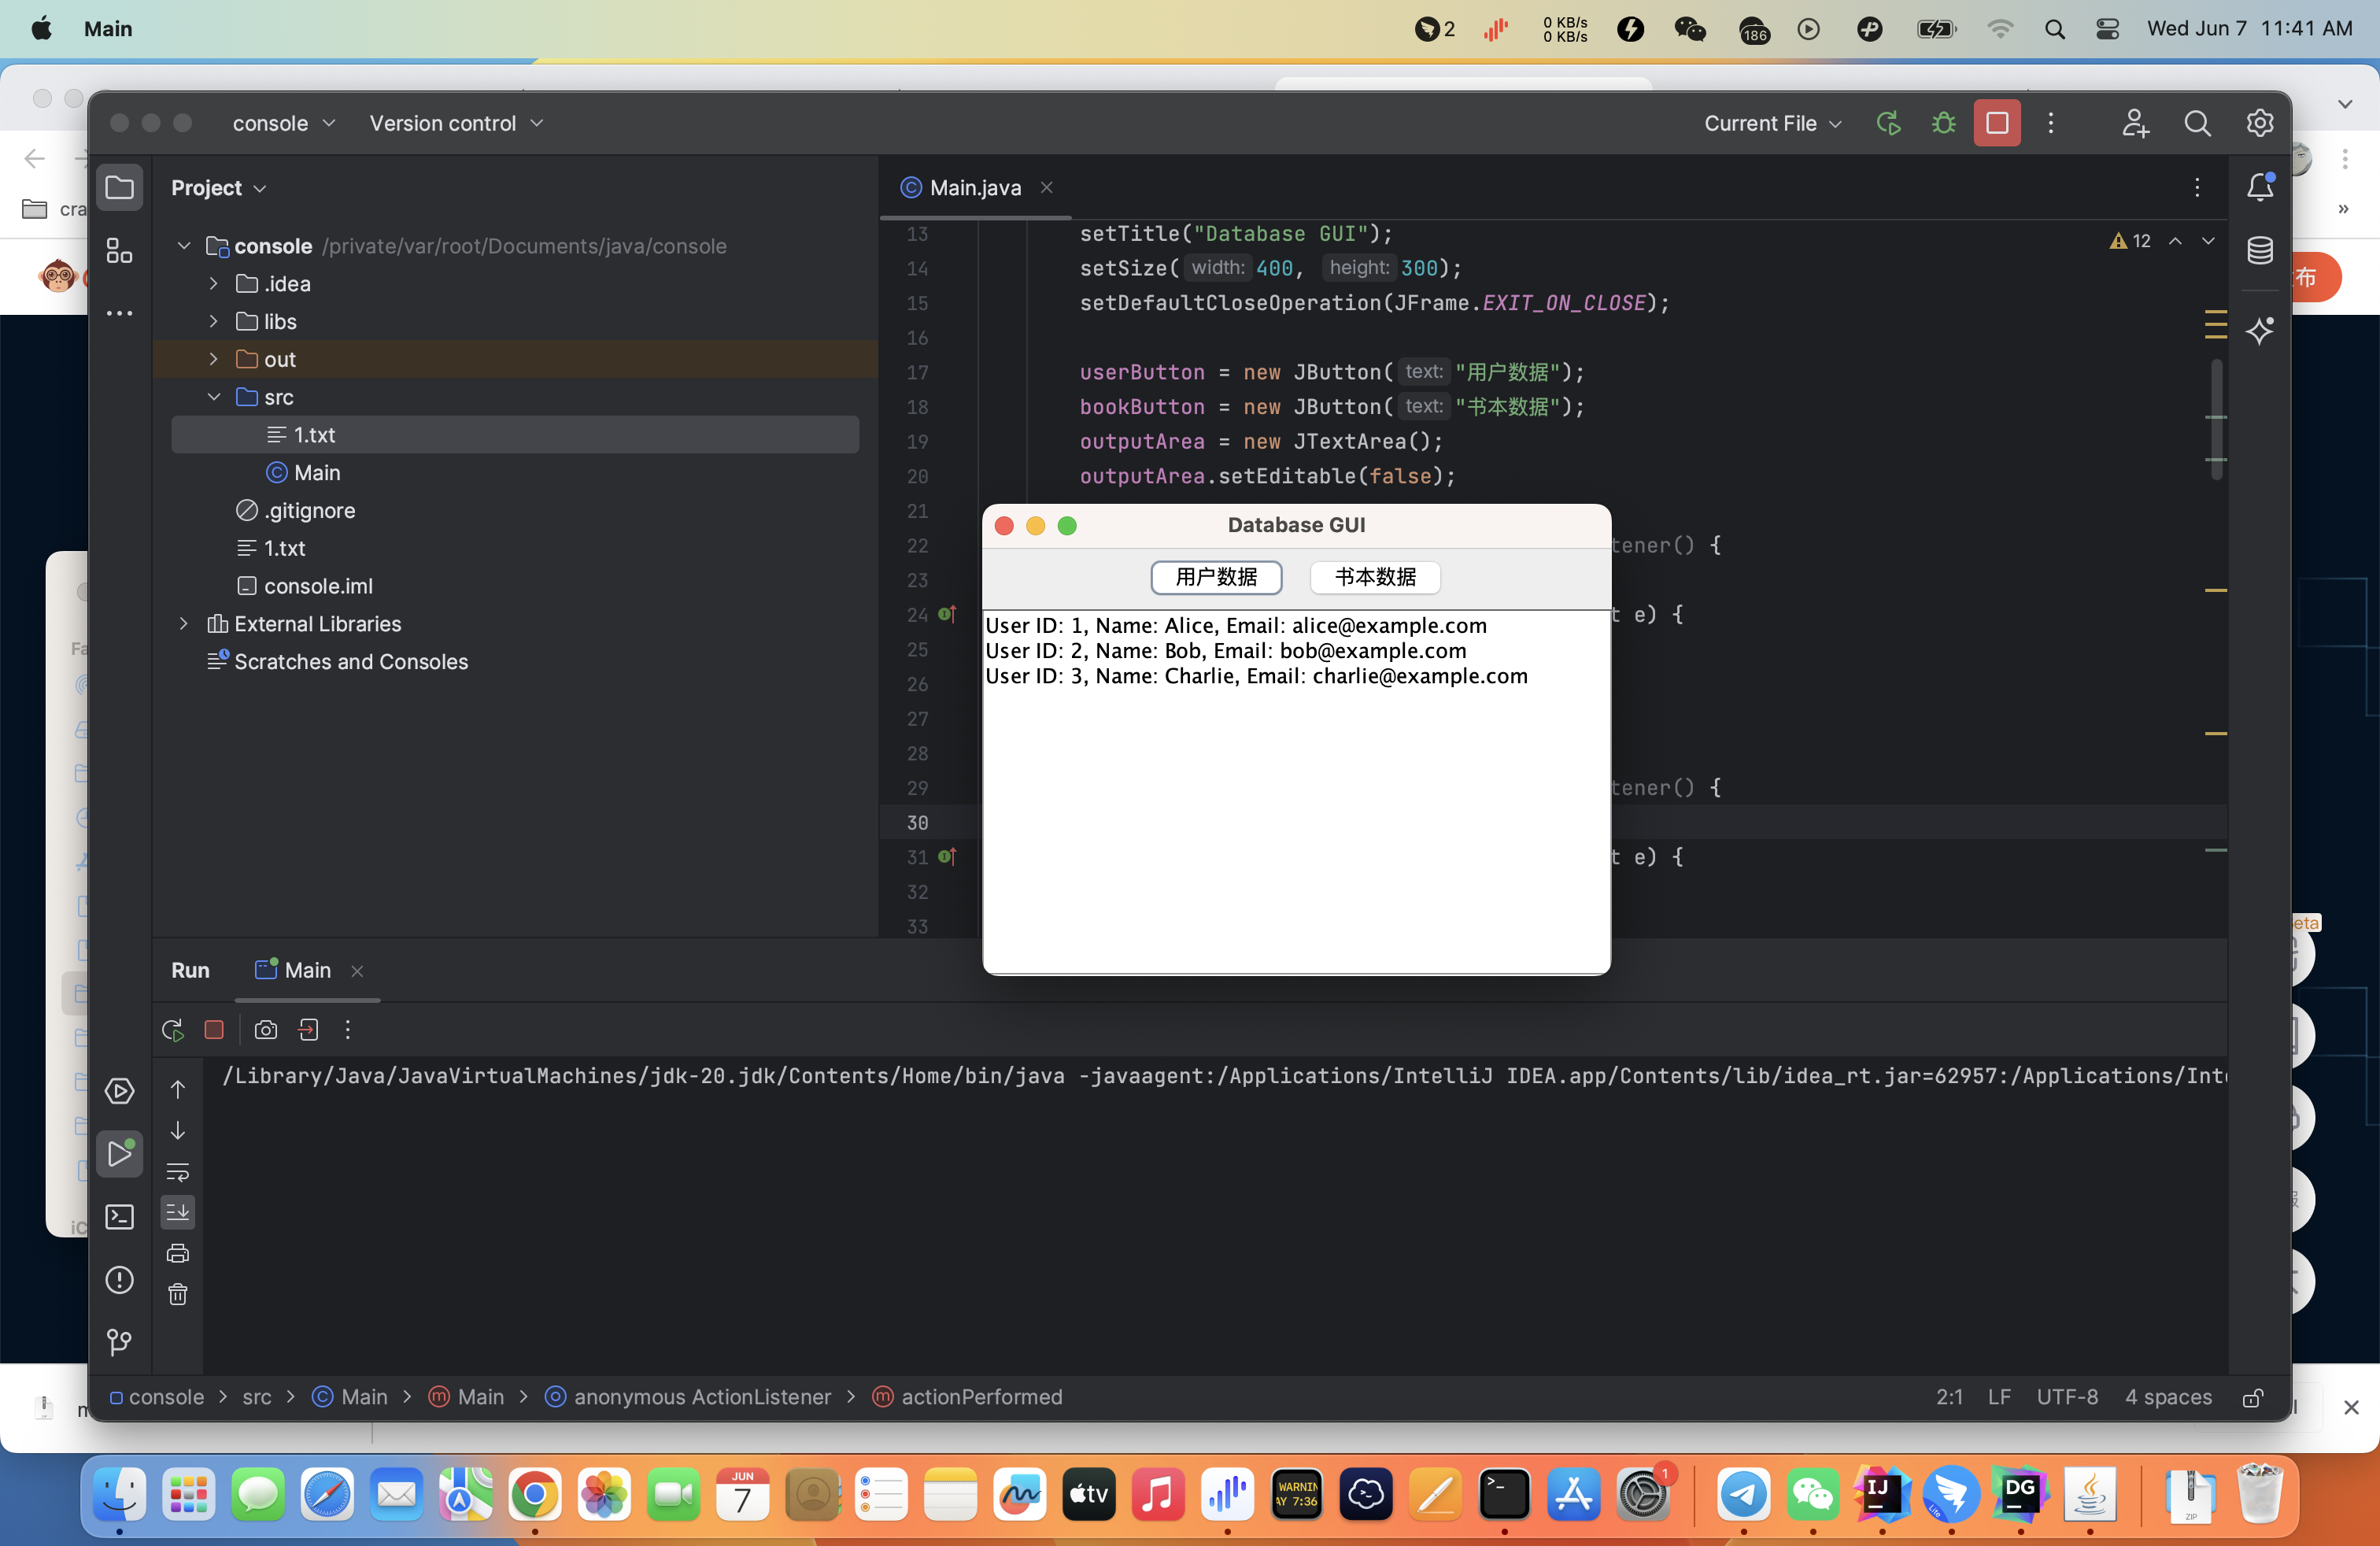 Main
2
0 KB/s
0 KB/s
186
Wed Jun 7 11:41 AM
console
Version control
Current File
Project
Main.java
console /private/var/root/Documents/java/console
.idea
libs
out
src
1.txt
Main
.gitignore
1.txt
console.iml
External Libraries
Scratches and Consoles
12
13 setTitle("Database GUI");
14 setSize( width: 400, height: 300);
15 setDefaultCloseOperation(JFrame.EXIT_ON_CLOSE);
16
17 userButton = new JButton( text: "用户数据");
18 bookButton = new JButton( text: "书本数据");
19 outputArea = new JTextArea();
20 outputArea.setEditable(false);
21
22 tener() {
23
24 t e) {
25
26
27
28
29 tener() {
30
31 t e) {
32
33
Database GUI
用户数据 书本数据
User ID: 1, Name: Alice, Email: alice@example.com
User ID: 2, Name: Bob, Email: bob@example.com
User ID: 3, Name: Charlie, Email: charlie@example.com
cra
布
Fa
iC
eta
Run
Main
/Library/Java/JavaVirtualMachines/jdk-20.jdk/Contents/Home/bin/java -javaagent:/Applications/IntelliJ IDEA.app/Contents/lib/idea_rt.jar=62957:/Applications/Int
console > src > Main > Main > anonymous ActionListener > actionPerformed
2:1 LF UTF-8 4 spaces
JUN
7
tv
WARNIN
AY 7:36
1
IJ
Lite
DG
ZIP